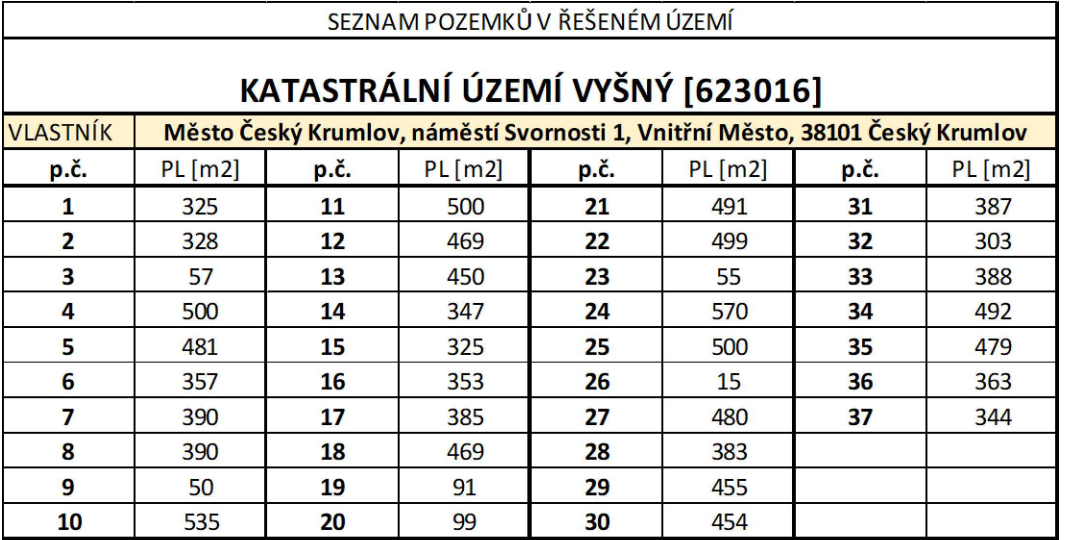 SEZNAM POZEMKŮ V ŘEŠENÉM ÚZEMÍ
KATASTRÁLNÍ ÚZEMÍ VYŠNÝ [623016]
VLASTNÍK Město Český Krumlov, náměstí Svornosti 1, Vnitřní Město, 38101 Český Krumlov
p.č. PL [m2] p.č. PL [m2] p.č. PL [m2] p.č. PL [m2]
1 325 11 500 21 491 31 387
2 328 12 469 22 499 32 303
3 57 13 450 23 55 33 388
4 500 14 347 24 570 34 492
5 481 15 325 25 500 35 479
6 357 16 353 26 15 36 363
7 390 17 385 27 480 37 344
8 390 18 469 28 383
9 50 19 91 29 455
10 535 20 99 30 454